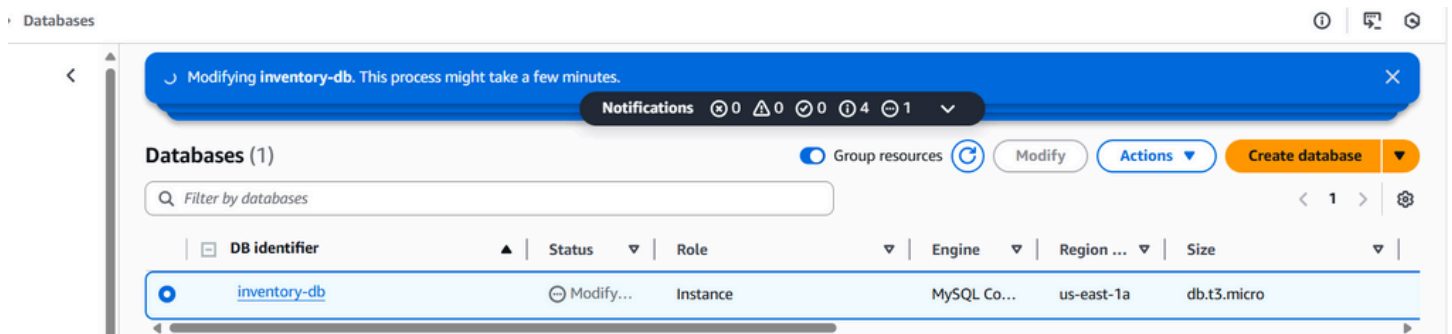 Databases
Modifying inventory-db. This process might take a few minutes.
Notifications 0 0 0 4 1
Databases (1)
Group resources Modify Actions Create database
Filter by databases
1
DB identifier Status Role Engine Region ... Size
inventory-db Modify... Instance MySQL Co... us-east-1a db.t3.micro